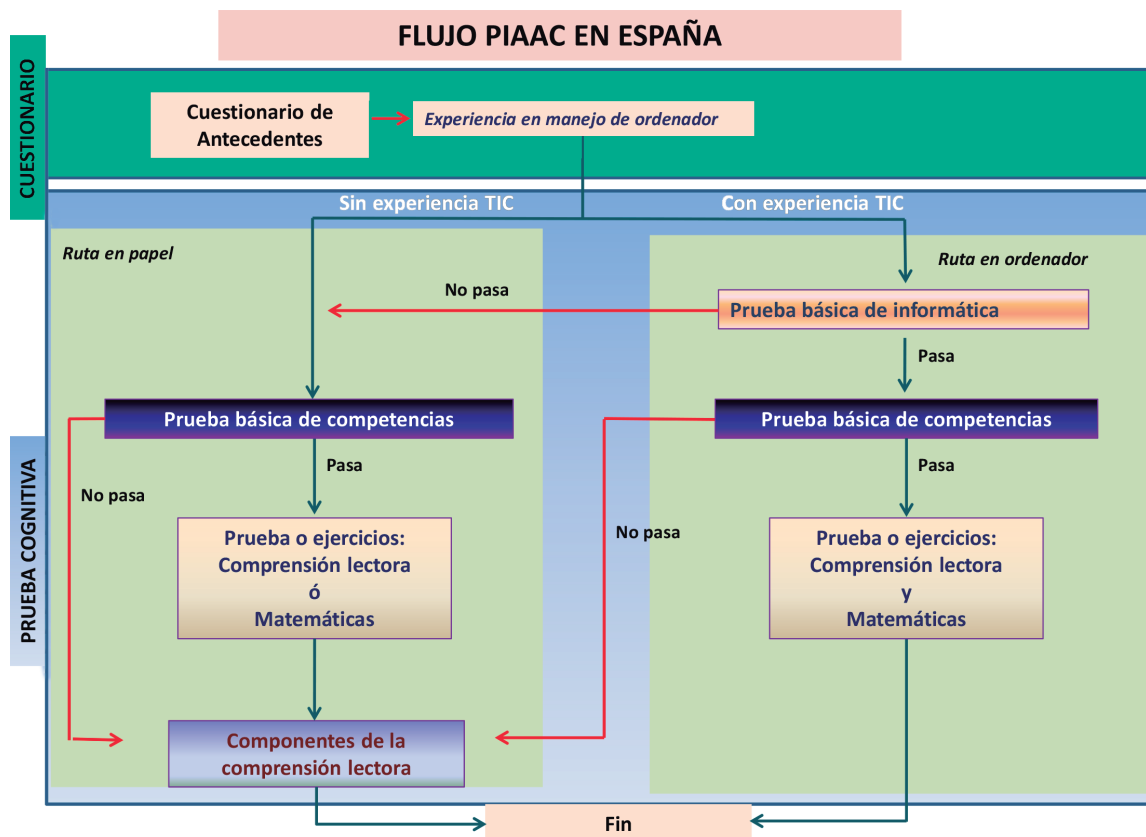 FLUJO PIAAC EN ESPAÑA
CUESTIONARIO
Cuestionario de
Antecedentes
Experiencia en manejo de ordenador
Sin experiencia TIC
Con experiencia TIC
Ruta en papel
Ruta en ordenador
No pasa
Prueba básica de informática
Pasa
Prueba básica de competencias
Prueba básica de competencias
Pasa
Pasa
No pasa
No pasa
PRUEBA COGNITIVA
Prueba o ejercicios:
Comprensión lectora
ó
Matemáticas
Prueba o ejercicios:
Comprensión lectora
y
Matemáticas
Componentes de la
comprensión lectora
Fin